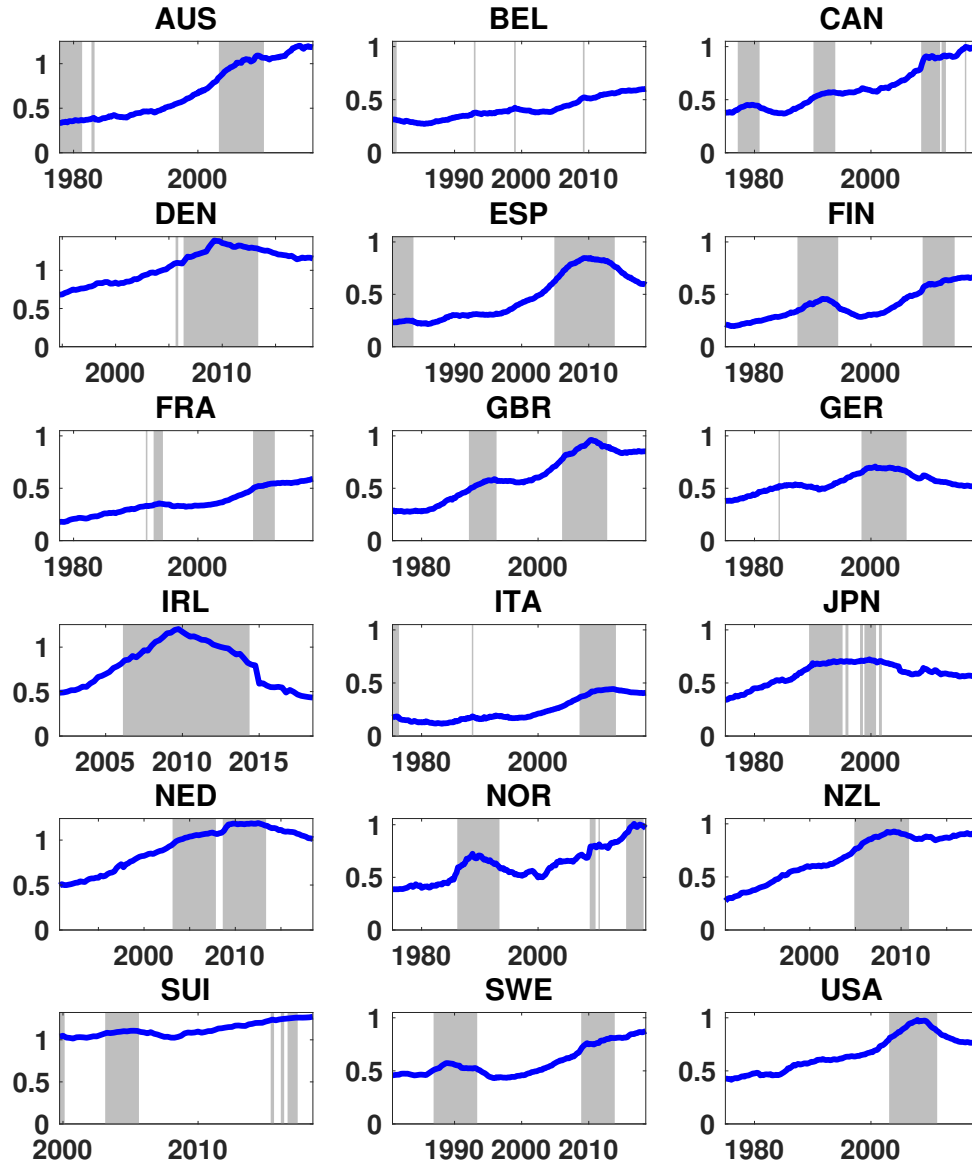 AUS BEL CAN
1 1 1
0.5 0.5 0.5
0 0 0
1980 2000 1990 2000 2010 1980 2000
DEN ESP FIN
1 1 1
0.5 0.5 0.5
0 0 0
2000 2010 1990 2000 2010 1980 2000
FRA GBR GER
1 1 1
0.5 0.5 0.5
0 0 0
1980 2000 1980 2000 1980 2000
IRL ITA JPN
1 1 1
0.5 0.5 0.5
0 0 0
2005 2010 2015 1980 2000 1980 2000
NED NOR NZL
1 1 1
0.5 0.5 0.5
0 0 0
2000 2010 1980 2000 2000 2010
SUI SWE USA
1 1 1
0.5 0.5 0.5
0 0 0
2000 2010 1990 2000 2010 1980 2000